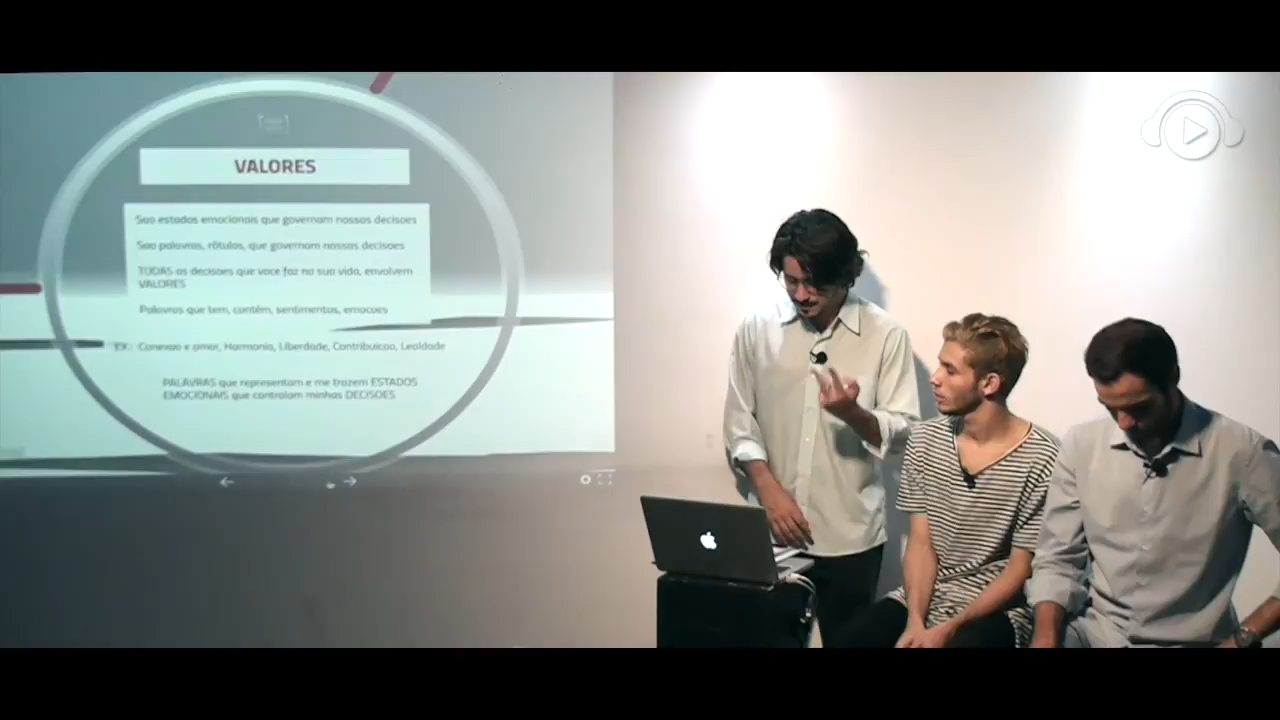 VALORES
Sao estados emocionais que governam nossas decisoes
Sao palavras, rótulos, que governam nossas decisoes
TODAS as decisoes que voce faz na sua vida, envolvem
VALORES
Palavras que tem, contêm, sentimentos, emocoes
EX: Conexao e amor, Harmonia, Liberdade, Contribuicao, Lealdade
PALAVRAS que representam e me trazem ESTADOS
EMOCIONAIS que controlam minhas DECISOES